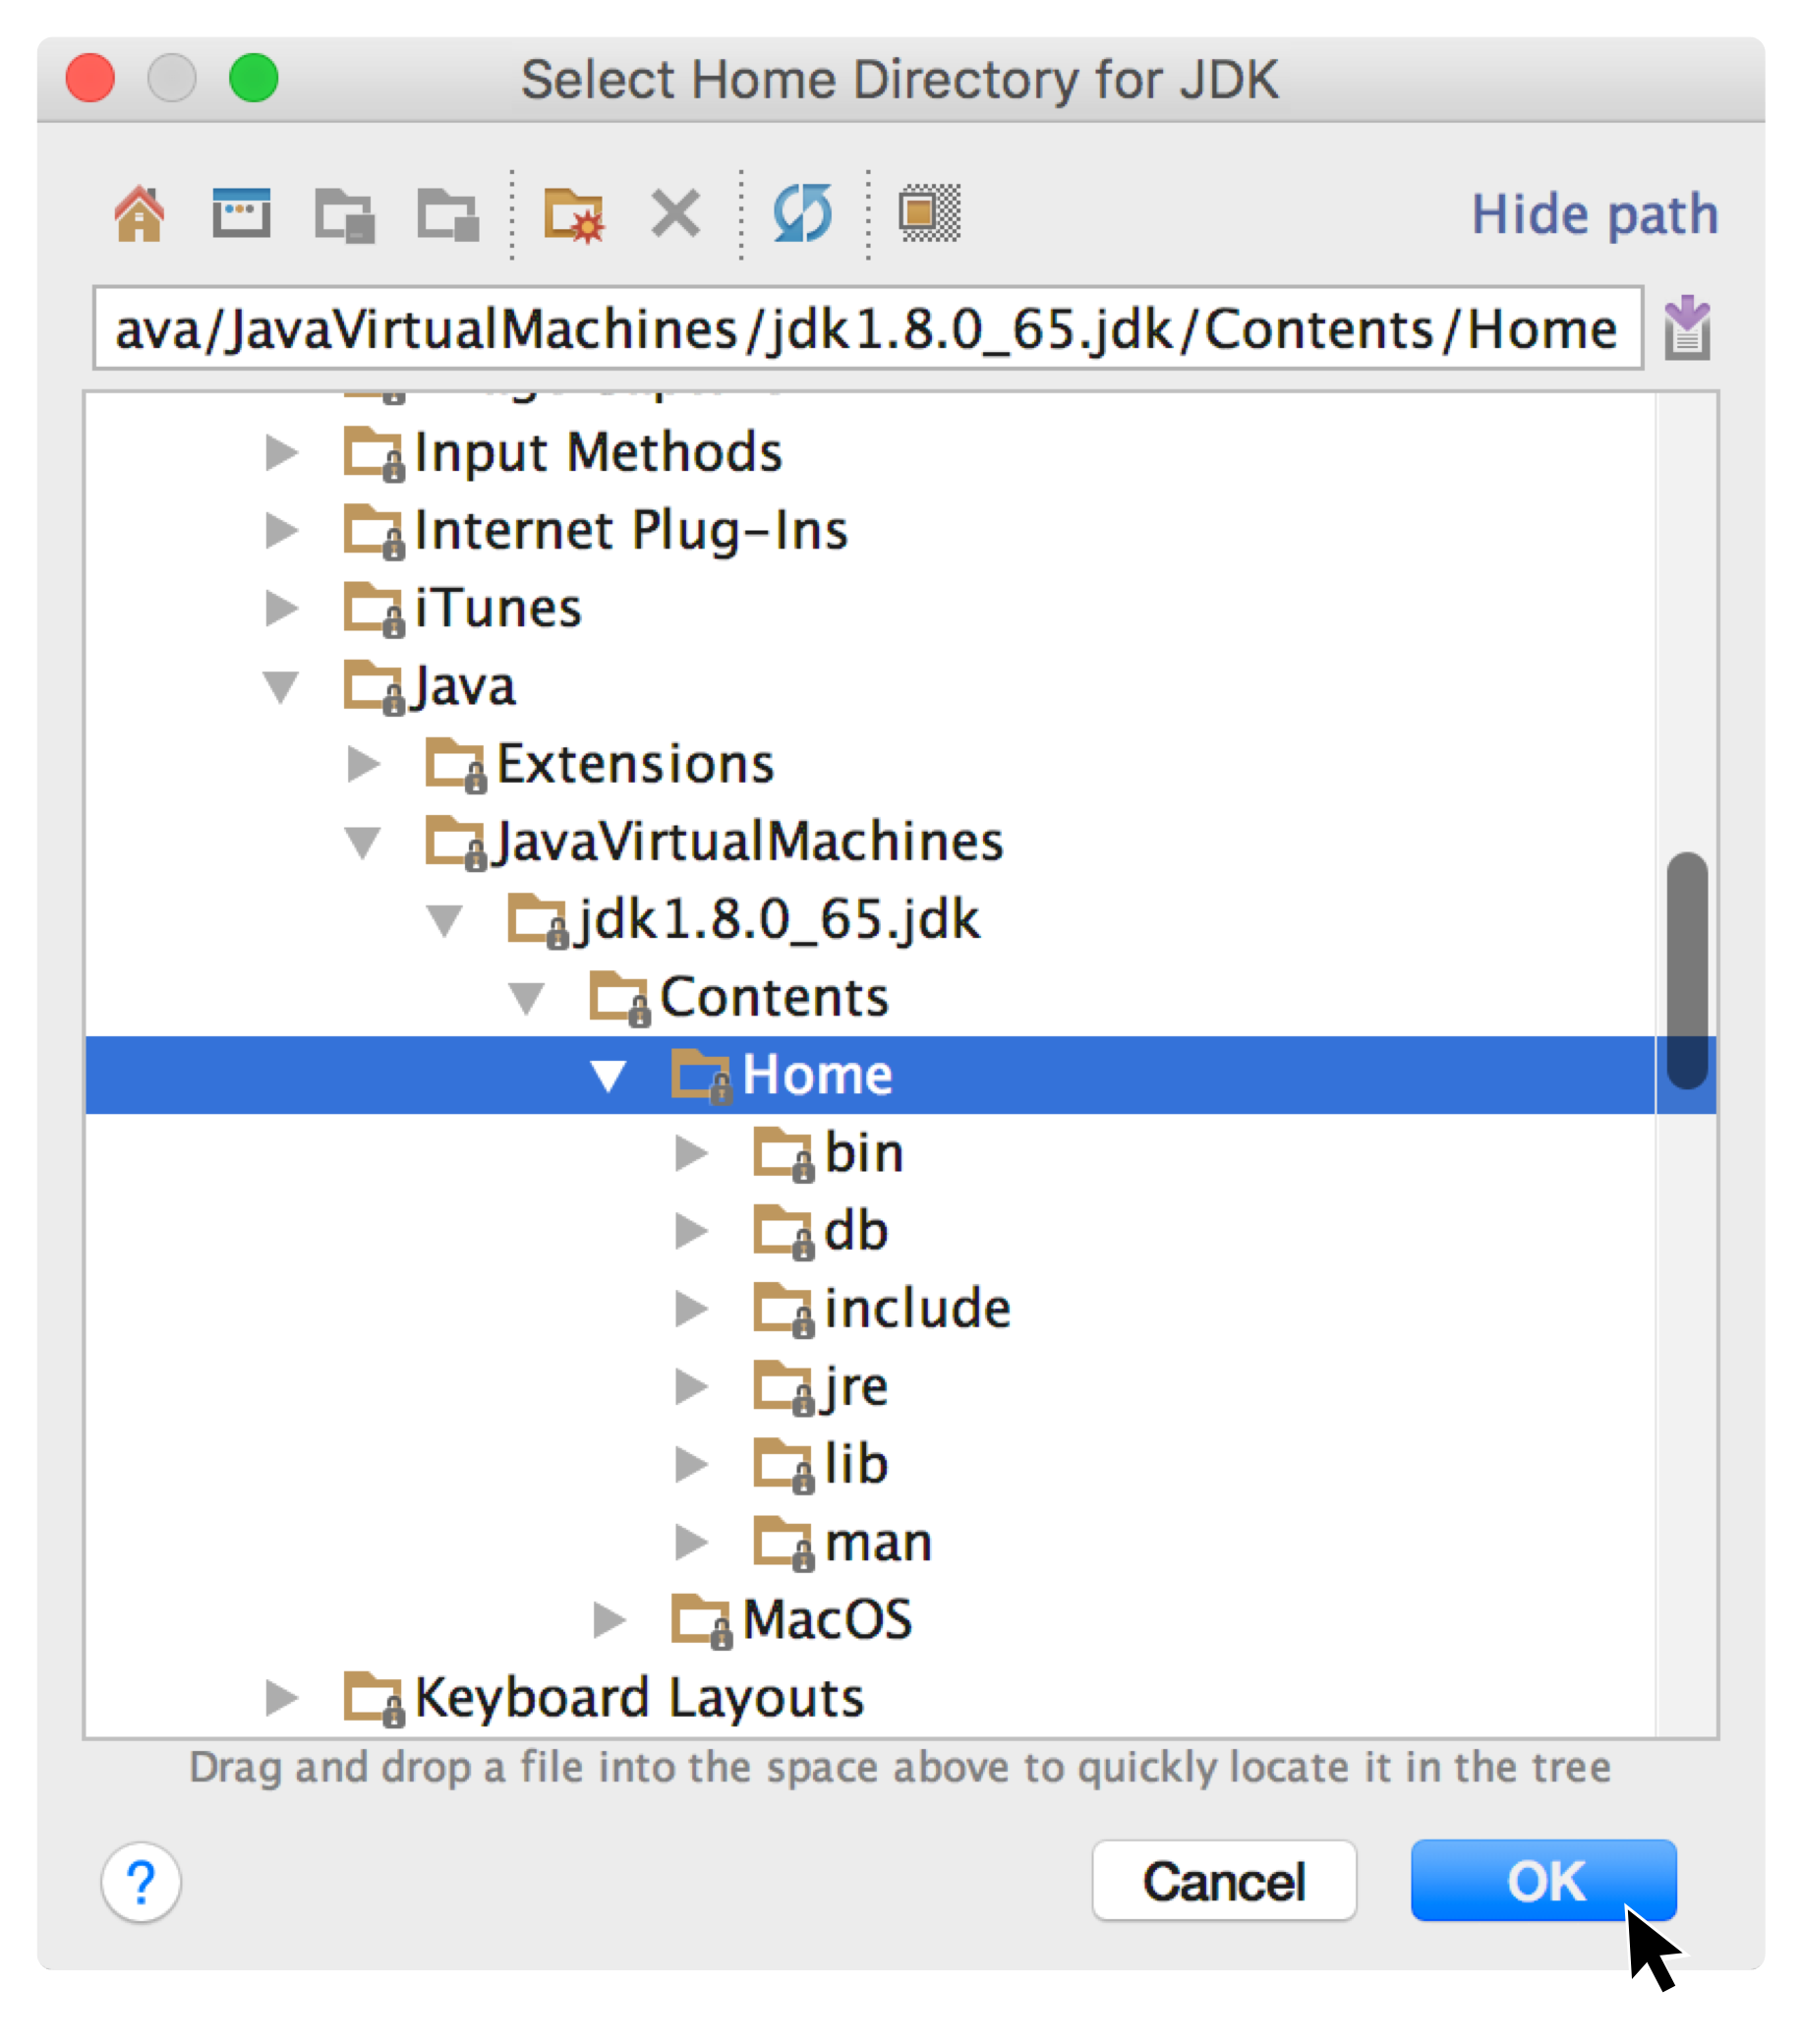 Select Home Directory for JDK
Hide path
ava/JavaVirtualMachines/jdk1.8.0_65.jdk/Contents/Home
Input Methods
Internet Plug-Ins
iTunes
Java
Extensions
JavaVirtualMachines
jdk1.8.0_65.jdk
Contents
Home
bin
db
include
jre
lib
man
MacOS
Keyboard Layouts
Drag and drop a file into the space above to quickly locate it in the tree
?
Cancel
OK